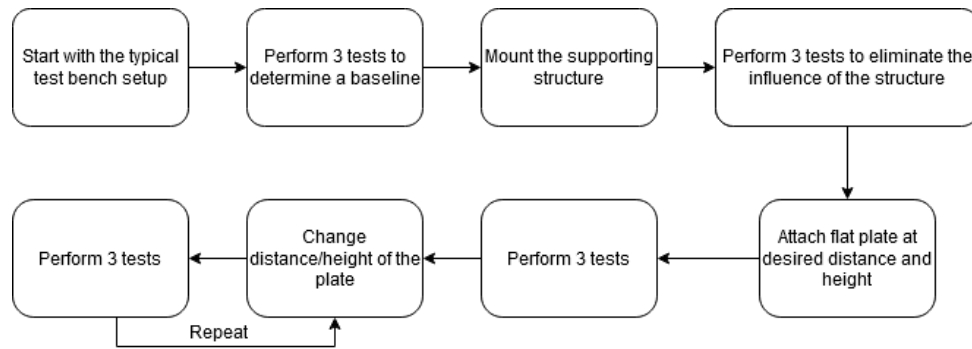 Start with the typical
test bench setup
Perform 3 tests to
determine a baseline
Mount the supporting
structure
Perform 3 tests to eliminate the
influence of the structure
Attach flat plate at
desired distance and
height
Perform 3 tests
Change
distance/height of the
plate
Perform 3 tests
Repeat